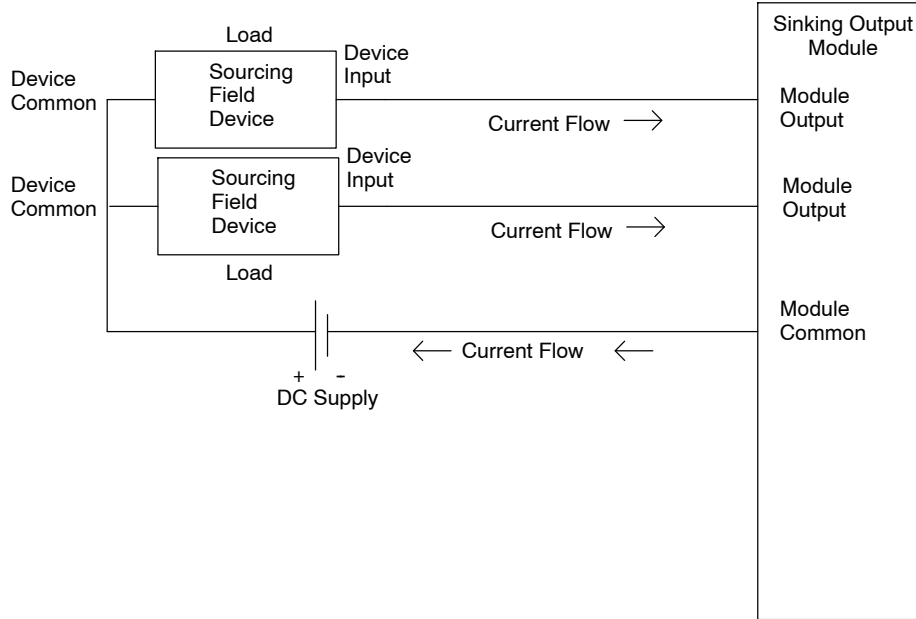 Sinking Output
Module
Load
Device
Common
Sourcing
Field
Device
Device
Input
Current Flow
Module
Output
Device
Common
Sourcing
Field
Device
Device
Input
Current Flow
Module
Output
Load
Module
Common
Current Flow
+ -
DC Supply